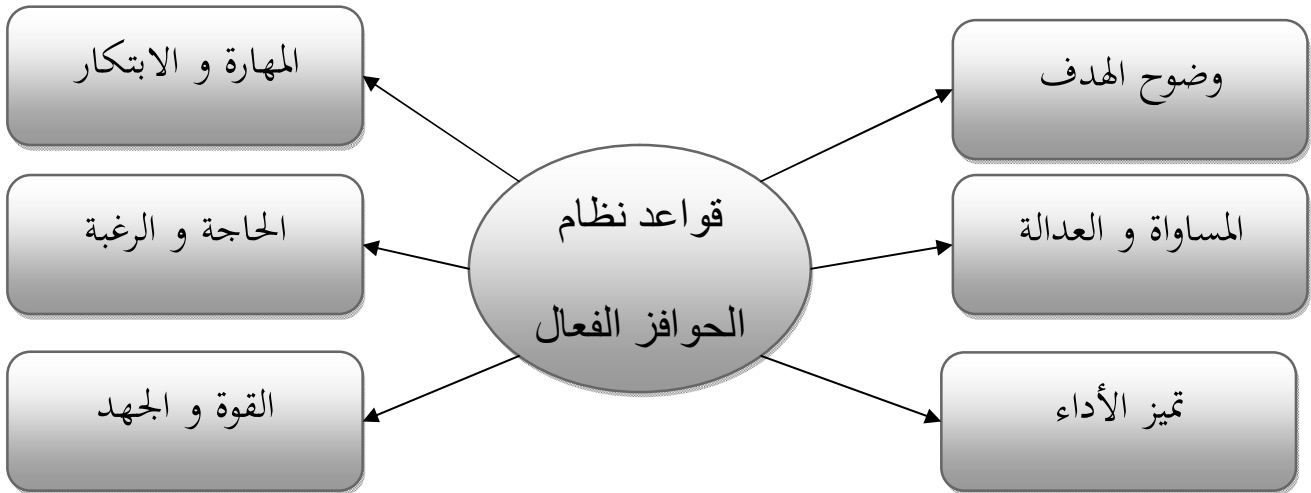 قواعد نظام
الحوافز الفعال
وضوح الهدف
المساواة و العدالة
تميز الأداء
المهارة و الابتكار
الحاجة و الرغبة
القوة و الجهد